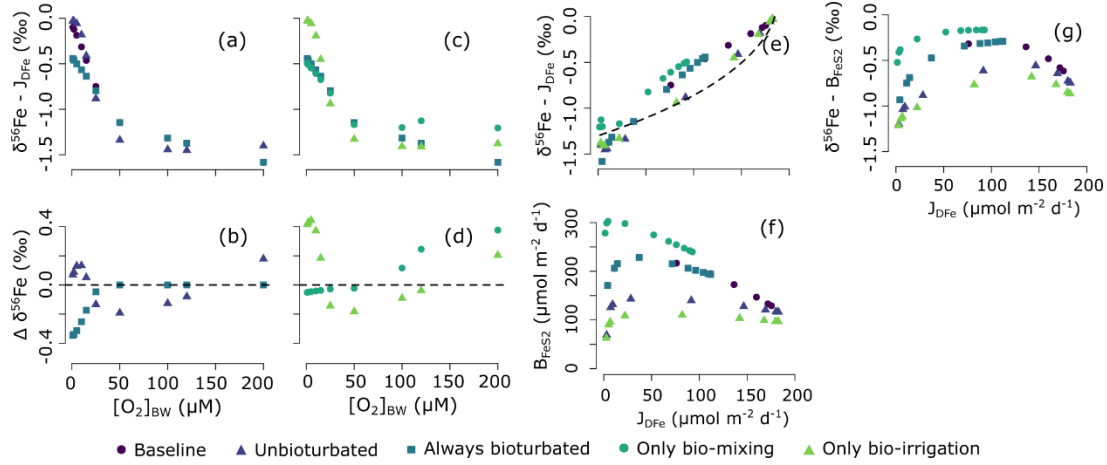 (a)
δ⁵⁶Fe - J_DFe (‰)
0.0
-0.5
-1.0
-1.5
(c)
(e)
δ⁵⁶Fe - J_DFe (‰)
0.0
-0.5
-1.0
-1.5
(g)
δ⁵⁶Fe - B_FeS2 (‰)
0.0
-0.5
-1.0
-1.5
0 50 100 150 200
J_DFe (μmol m⁻² d⁻¹)
(b)
Δ δ⁵⁶Fe (‰)
0.4
0.0
-0.4
0 50 100 150 200
[O₂]_BW (μM)
(d)
0 50 100 150 200
[O₂]_BW (μM)
(f)
B_FeS2 (μmol m⁻² d⁻¹)
300
200
100
0
0 50 100 150 200
J_DFe (μmol m⁻² d⁻¹)
Baseline Unbioturbated Always bioturbated Only bio-mixing Only bio-irrigation